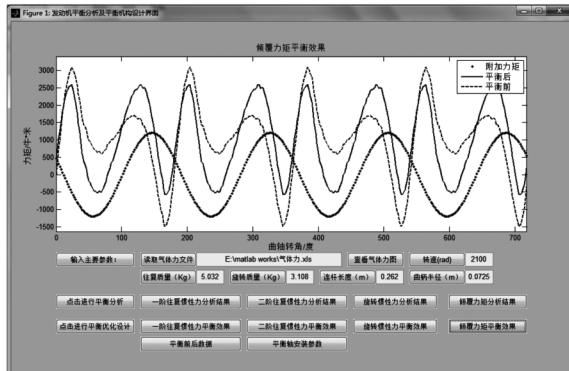 Figure 1: 发动机平衡分析及平衡机构设计界面
倾覆力矩平衡效果
附加力矩
平衡后
平衡前
力矩/牛*米
3000
2500
2000
1500
1000
500
0
-500
-1000
-1500
0 100 200 300 400 500 600 700
曲轴转角/度
输入主要参数: 读取气体力文件 E:\matlab works\气体力.xls 查看气体力图 转速(rad) 2100
往复质量(Kg) 5.032 旋转质量(Kg) 3.108 连杆长度(m) 0.262 曲柄半径(m) 0.0725
点击进行平衡分析 一阶往复惯性力分析结果 二阶往复惯性力分析结果 旋转惯性力分析结果 倾覆力矩分析结果
点击进行平衡优化设计 一阶往复惯性力平衡效果 二阶往复惯性力平衡效果 旋转惯性力平衡效果 倾覆力矩平衡效果
平衡前后数据 平衡轴安装参数